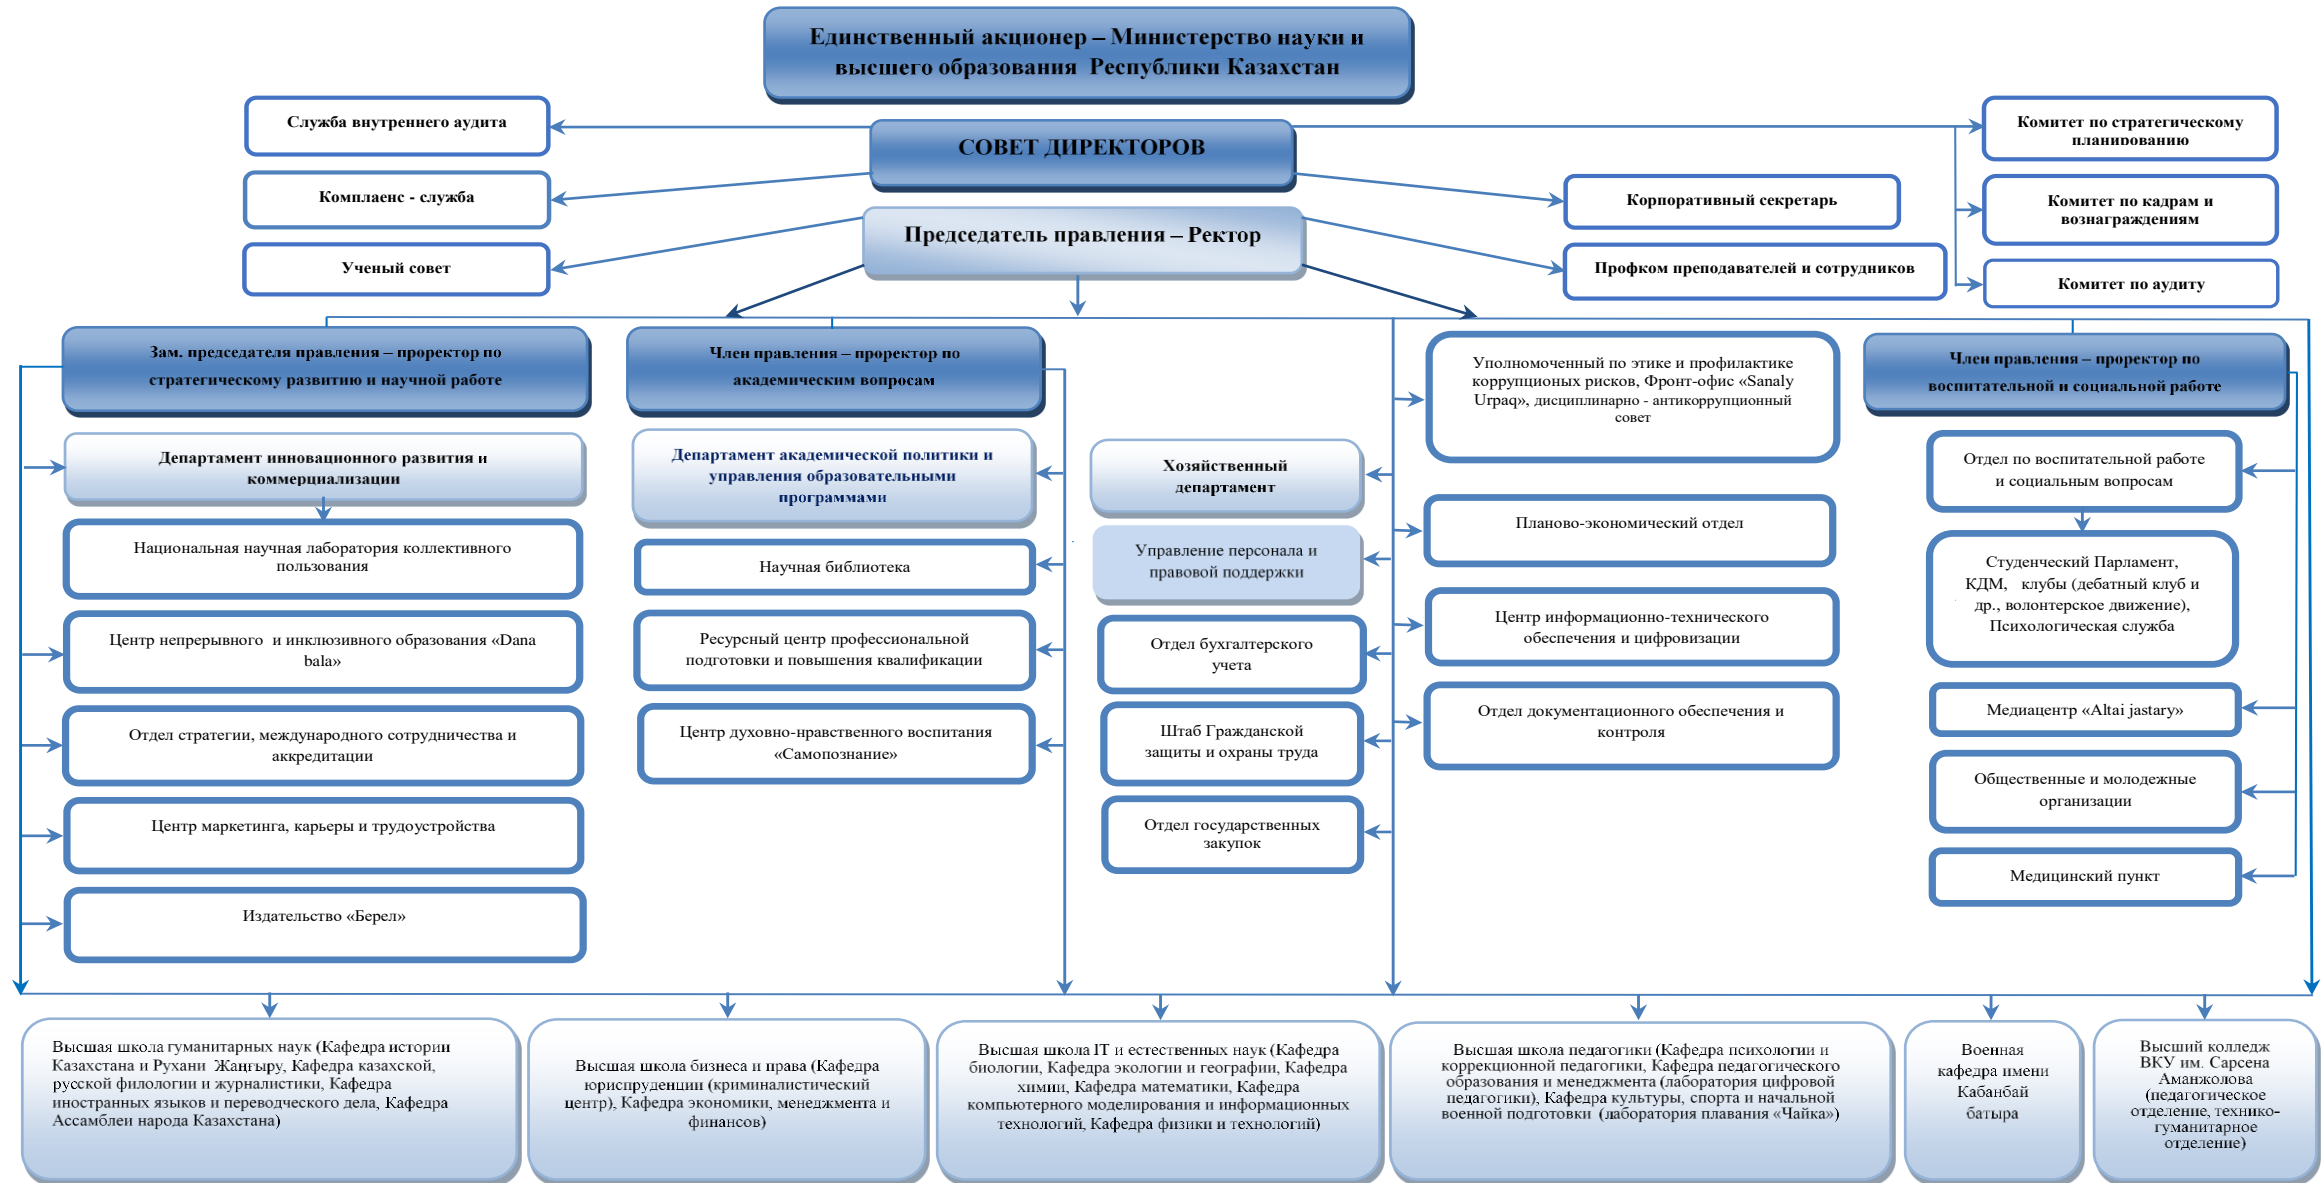 Единственный акционер – Министерство науки и
высшего образования Республики Казахстан
Служба внутреннего аудита
СОВЕТ ДИРЕКТОРОВ
Комитет по стратегическому
планированию
Комплаенс - служба
Корпоративный секретарь
Комитет по кадрам и
вознаграждениям
Председатель правления – Ректор
Ученый совет
Профком преподавателей и сотрудников
Комитет по аудиту
Зам. председателя правления – проректор по
стратегическому развитию и научной работе
Член правления – проректор по
академическим вопросам
Уполномоченный по этике и профилактике
коррупционых рисков, Фронт-офис «Sanaly
Urpaq», дисциплинарно - антикоррупционный
совет
Член правления – проректор по
воспитательной и социальной работе
Департамент инновационного развития и
коммерциализации
Национальная научная лаборатория коллективного
пользования
Центр непрерывного и инклюзивного образования «Dana
bala»
Отдел стратегии, международного сотрудничества и
аккредитации
Центр маркетинга, карьеры и трудоустройства
Издательство «Берел»
Департамент академической политики и
управления образовательными
программами
Научная библиотека
Ресурсный центр профессиональной
подготовки и повышения квалификации
Центр духовно-нравственного воспитания
«Самопознание»
Хозяйственный
департамент
Управление персонала и
правовой поддержки
Отдел бухгалтерского
учета
Штаб Гражданской
защиты и охраны труда
Отдел государственных
закупок
Планово-экономический отдел
Центр информационно-технического
обеспечения и цифровизации
Отдел документационного обеспечения и
контроля
Отдел по воспитательной работе
и социальным вопросам
Студенческий Парламент,
КДМ, клубы (дебатный клуб и
др., волонтерское движение),
Психологическая служба
Медиацентр «Altai jastary»
Общественные и молодежные
организации
Медицинский пункт
Высшая школа гуманитарных наук (Кафедра истории
Казахстана и Рухани Жаңғыру, Кафедра казахской,
русской филологии и журналистики, Кафедра
иностранных языков и переводческого дела, Кафедра
Ассамблеи народа Казахстана)
Высшая школа бизнеса и права (Кафедра
юриспруденции (криминалистический
центр), Кафедра экономики, менеджмента и
финансов)
Высшая школа IT и естественных наук (Кафедра
биологии, Кафедра экологии и географии, Кафедра
химии, Кафедра математики, Кафедра
компьютерного моделирования и информационных
технологий, Кафедра физики и технологий)
Высшая школа педагогики (Кафедра психологии и
коррекционной педагогики, Кафедра педагогического
образования и менеджмента (лаборатория цифровой
педагогики), Кафедра культуры, спорта и начальной
военной подготовки (лаборатория плавания «Чайка»)
Военная
кафедра имени
Кабанбай
батыра
Высший колледж
ВКУ им. Сарсена
Аманжолова
(педагогическое
отделение, технико-
гуманитарное
отделение)